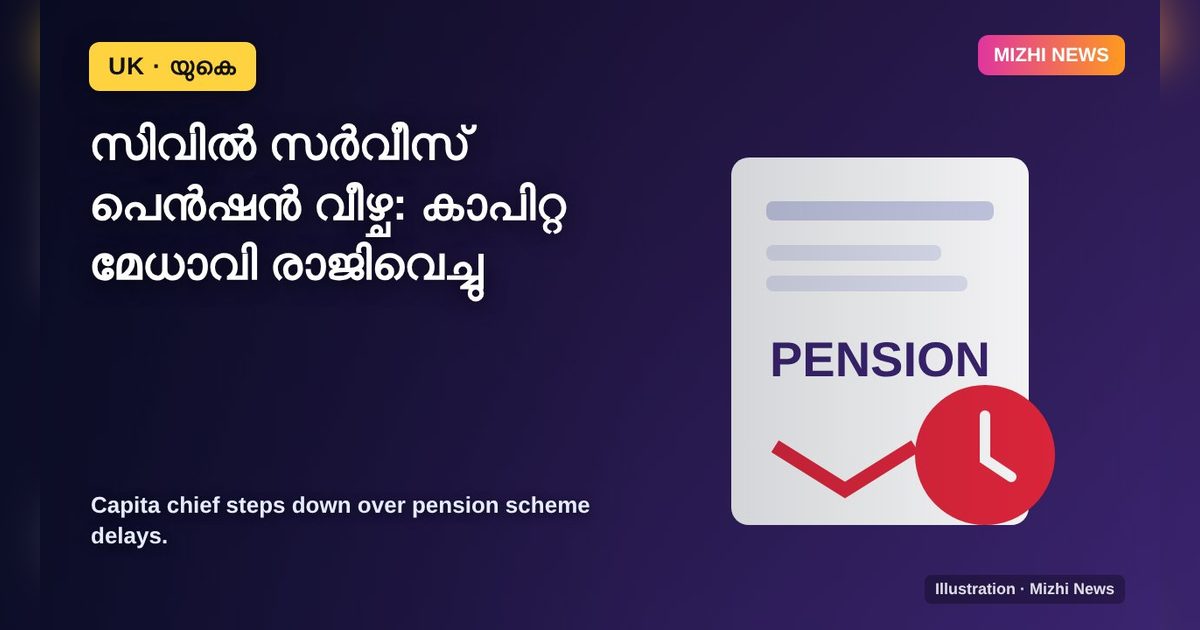 UK · യുകെ
MIZHI NEWS
സിവിൽ സർവീസ്
പെൻഷൻ വീഴ്ച: കാപിറ്റ
മേധാവി രാജിവെച്ചു
PENSION
Capita chief steps down over pension scheme
delays.
Illustration · Mizhi News